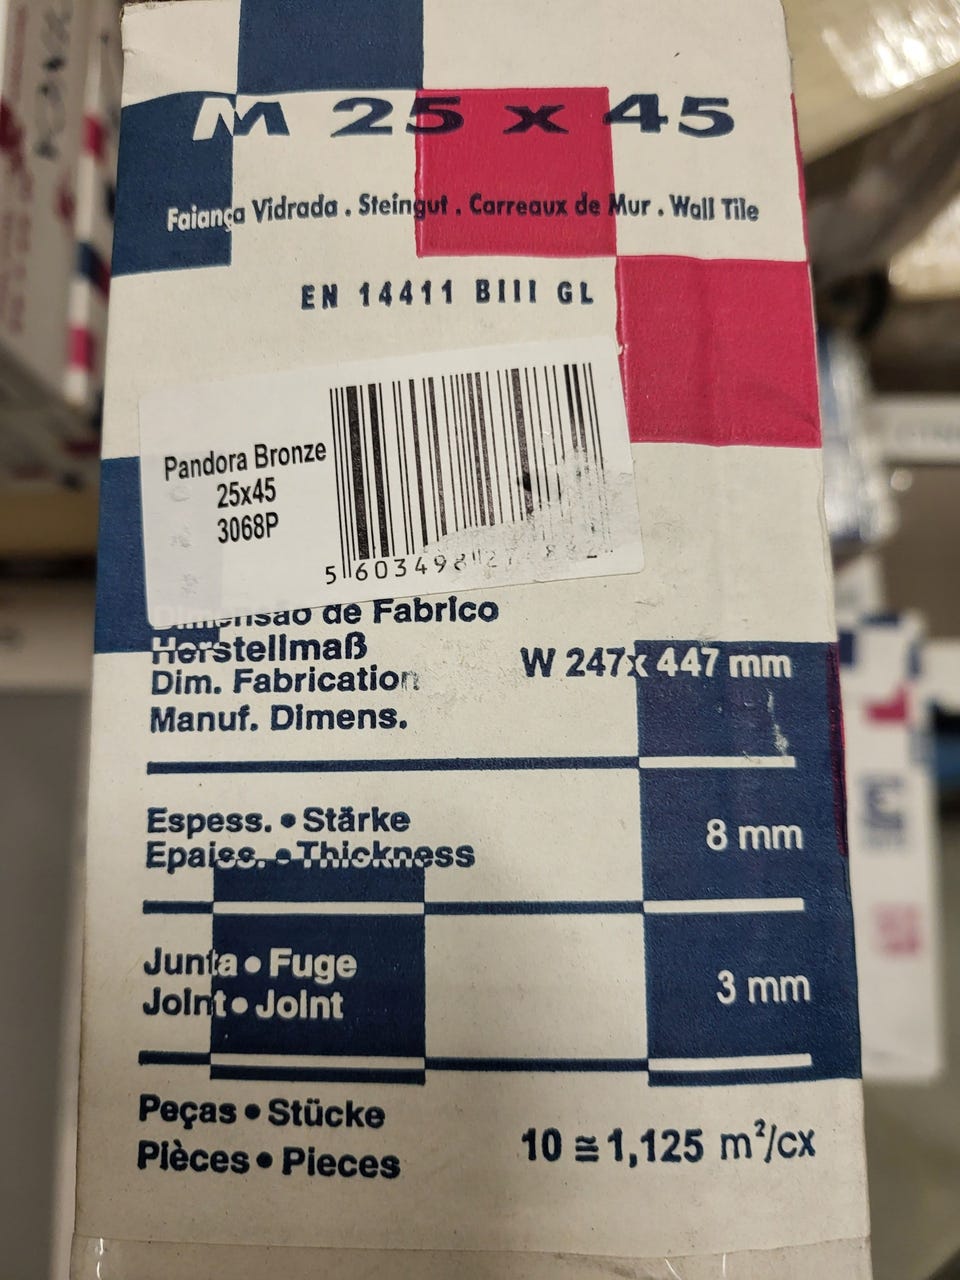 M 25 x 45
Faiança Vidrada . Steingut . Carreaux de Mur . Wall Tile
EN 14411 BIII GL
Pandora Bronze
25x45
3068P
Dimensão de Fabrico
Herstellmaß
Dim. Fabrication
Manuf. Dimens.
W 247x 447 mm
Espess. • Stärke
Epaiss. • Thickness
8 mm
Junta • Fuge
Joint • Joint
3 mm
Peças • Stücke
Pièces • Pieces
10 ≅ 1,125 m²/cx